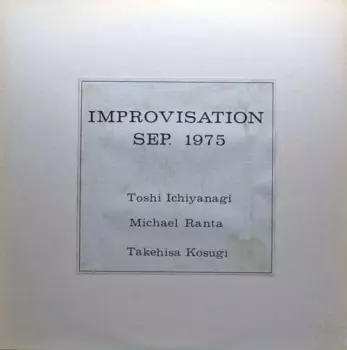 IMPROVISATION
SEP. 1975
Toshi Ichiyanagi
Michael Ranta
Takehisa Kosugi